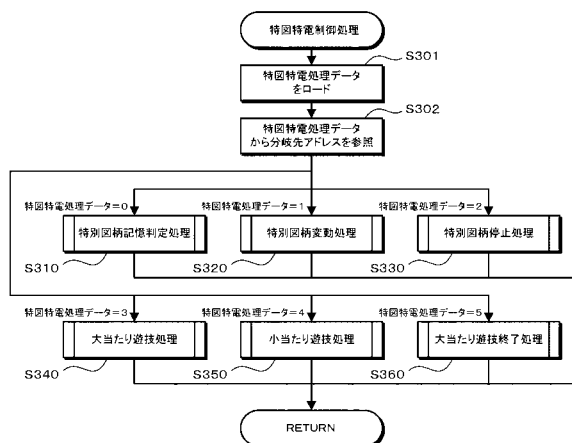 特図特電制御処理
S301
特図特電処理データ
をロード
S302
特図特電処理データ
から分岐先アドレスを参照
特図特電処理データ=0
特図特電処理データ=1
特図特電処理データ=2
特別図柄記憶判定処理
特別図柄変動処理
特別図柄停止処理
S310
S320
S330
特図特電処理データ=3
特図特電処理データ=4
特図特電処理データ=5
大当たり遊技処理
小当たり遊技処理
大当たり遊技終了処理
S340
S350
S360
RETURN